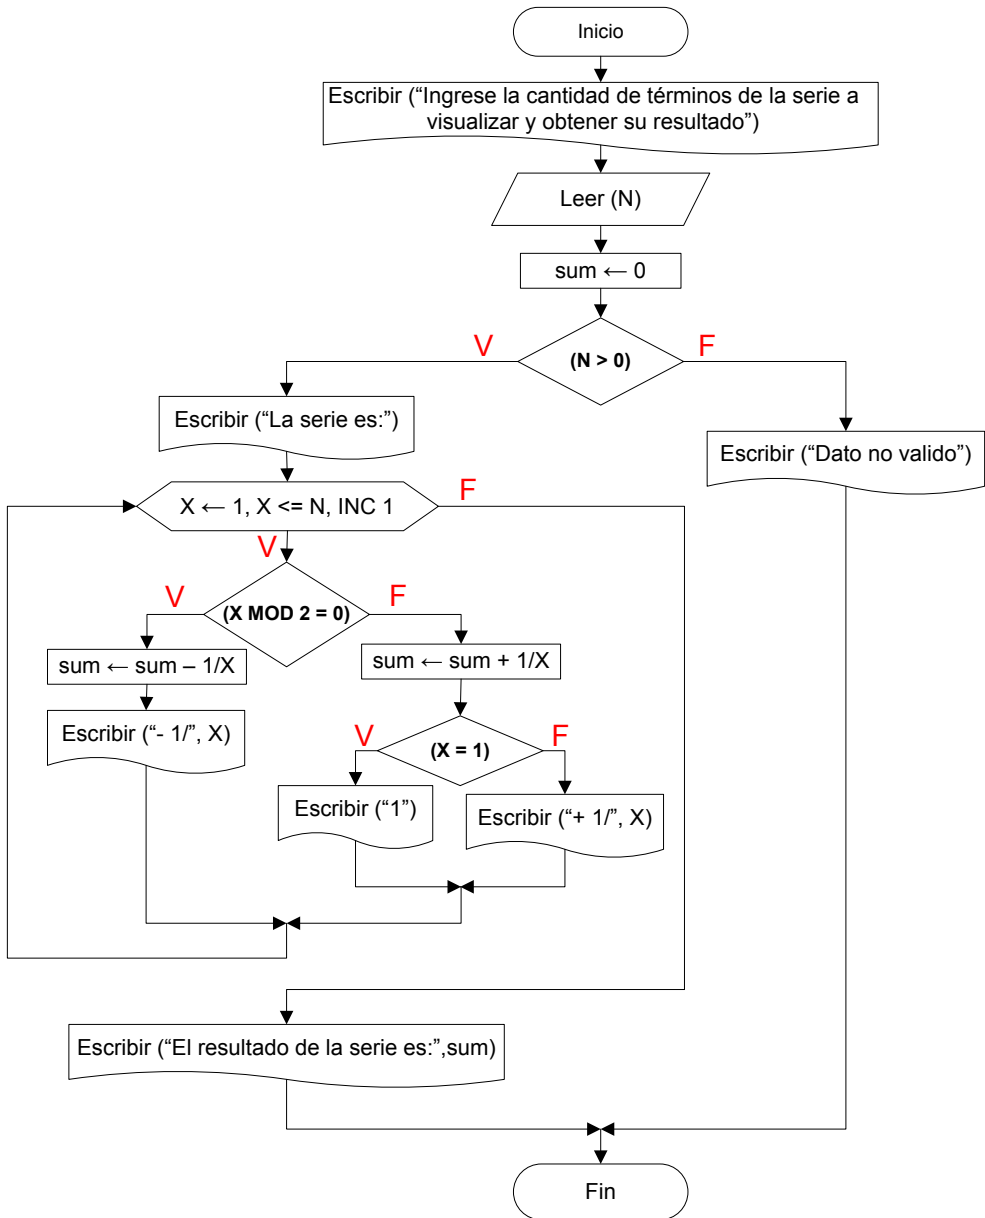 Inicio
Escribir (“Ingrese la cantidad de términos de la serie a
visualizar y obtener su resultado”)
Leer (N)
sum ← 0
V
(N > 0)
F
Escribir (“La serie es:”)
Escribir (“Dato no valido”)
X ← 1, X <= N, INC 1
F
V
V
(X MOD 2 = 0)
F
sum ← sum – 1/X
sum ← sum + 1/X
Escribir (“- 1/”, X)
V
(X = 1)
F
Escribir (“1”)
Escribir (“+ 1/”, X)
Escribir (“El resultado de la serie es:”,sum)
Fin